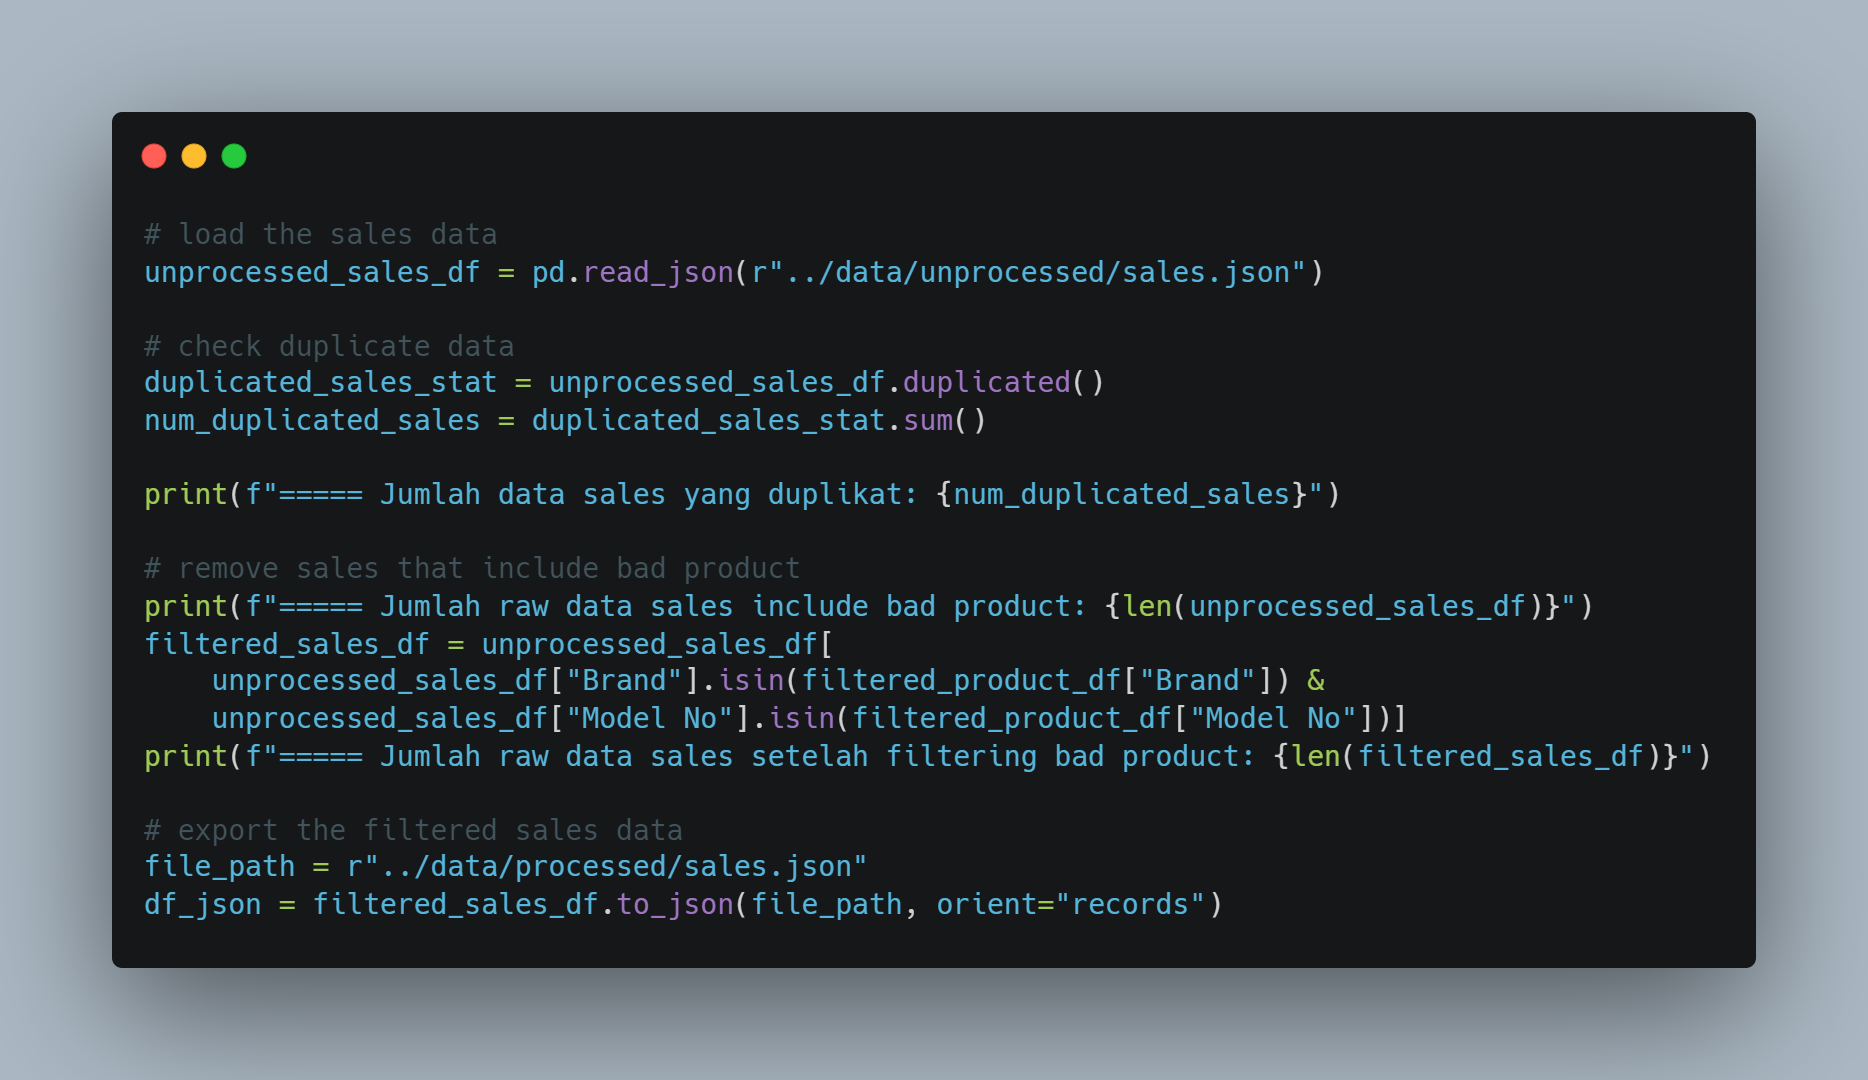 # load the sales data
unprocessed_sales_df = pd.read_json(r"../data/unprocessed/sales.json")
# check duplicate data
duplicated_sales_stat = unprocessed_sales_df.duplicated()
num_duplicated_sales = duplicated_sales_stat.sum()
print(f"===== Jumlah data sales yang duplikat: {num_duplicated_sales}")
# remove sales that include bad product
print(f"===== Jumlah raw data sales include bad product: {len(unprocessed_sales_df)}")
filtered_sales_df = unprocessed_sales_df[
    unprocessed_sales_df["Brand"].isin(filtered_product_df["Brand"]) &
    unprocessed_sales_df["Model No"].isin(filtered_product_df["Model No"])]
print(f"===== Jumlah raw data sales setelah filtering bad product: {len(filtered_sales_df)}")
# export the filtered sales data
file_path = r"../data/processed/sales.json"
df_json = filtered_sales_df.to_json(file_path, orient="records")